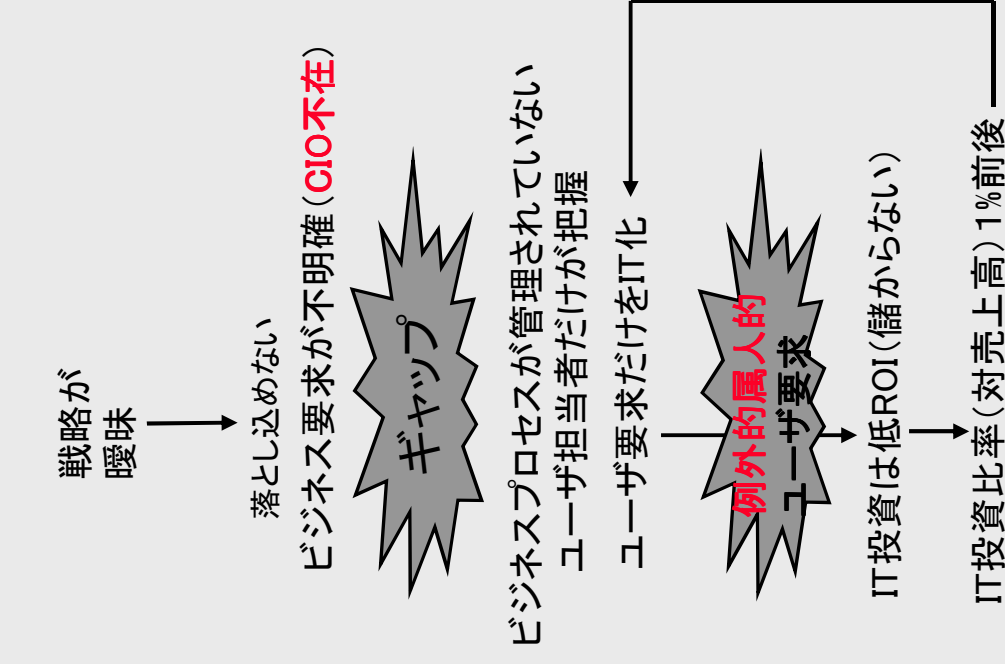 戦略が
曖昧
落とし込めない
ビジネス要求が不明確(CIO不在)
ギャップ
ビジネスプロセスが管理されていない
ユーザ担当者だけが把握
ユーザ要求だけをIT化
例外的属人的
ユーザ要求
IT投資は低ROI(儲からない)
IT投資比率(対売上高)1%前後